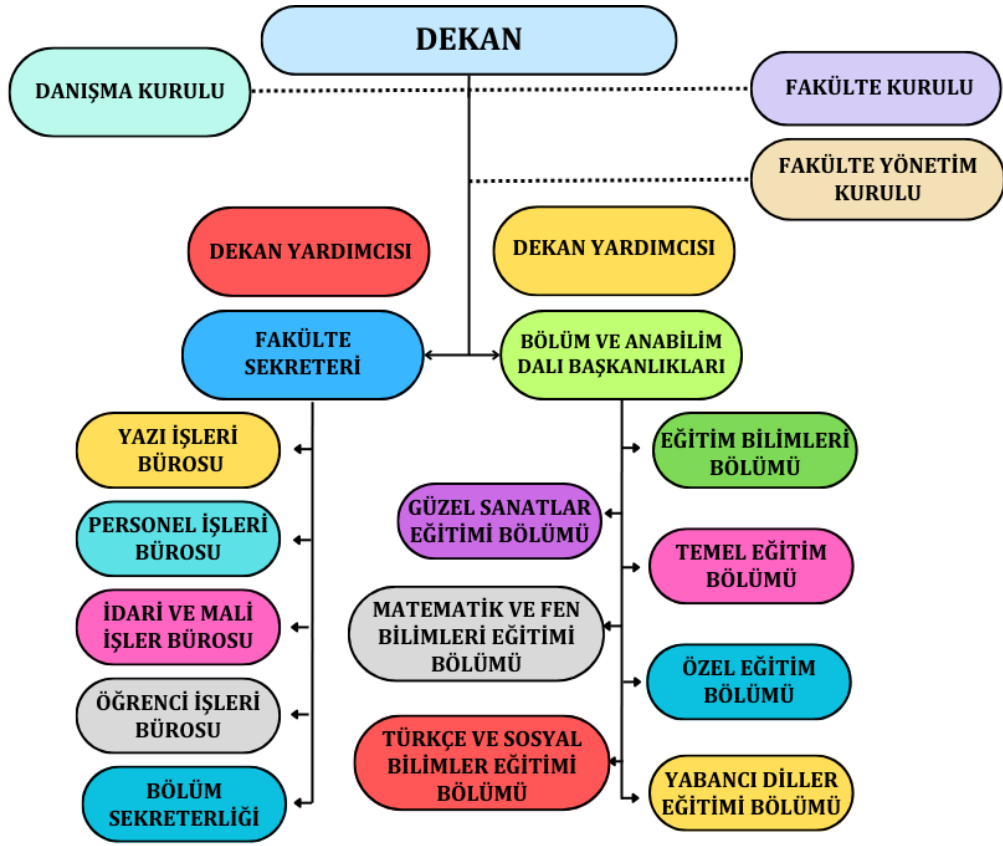 DEKAN
DANIŞMA KURULU
FAKÜLTE KURULU
FAKÜLTE YÖNETİM
KURULU
DEKAN YARDIMCISI
DEKAN YARDIMCISI
FAKÜLTE
SEKRETERİ
BÖLÜM VE ANABİLİM
DALI BAŞKANLIKLARI
YAZI İŞLERİ
BÜROSU
PERSONEL İŞLERİ
BÜROSU
İDARİ VE MALİ
İŞLER BÜROSU
ÖĞRENCİ İŞLERİ
BÜROSU
BÖLÜM
SEKRETERLİĞİ
EĞİTİM BİLİMLERİ
BÖLÜMÜ
GÜZEL SANATLAR
EĞİTİMİ BÖLÜMÜ
TEMEL EĞİTİM
BÖLÜMÜ
MATEMATİK VE FEN
BİLİMLERİ EĞİTİMİ
BÖLÜMÜ
ÖZEL EĞİTİM
BÖLÜMÜ
TÜRKÇE VE SOSYAL
BİLİMLER EĞİTİMİ
BÖLÜMÜ
YABANCI DİLLER
EĞİTİMİ BÖLÜMÜ